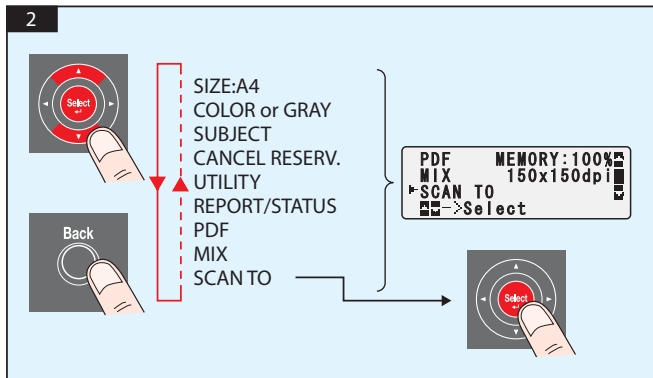 2
Select
SIZE:A4
COLOR or GRAY
SUBJECT
CANCEL RESERV.
UTILITY
REPORT/STATUS
PDF
MIX
SCAN TO
Back
PDF MEMORY:100%
MIX 150x150dpi
SCAN TO
->Select
Select